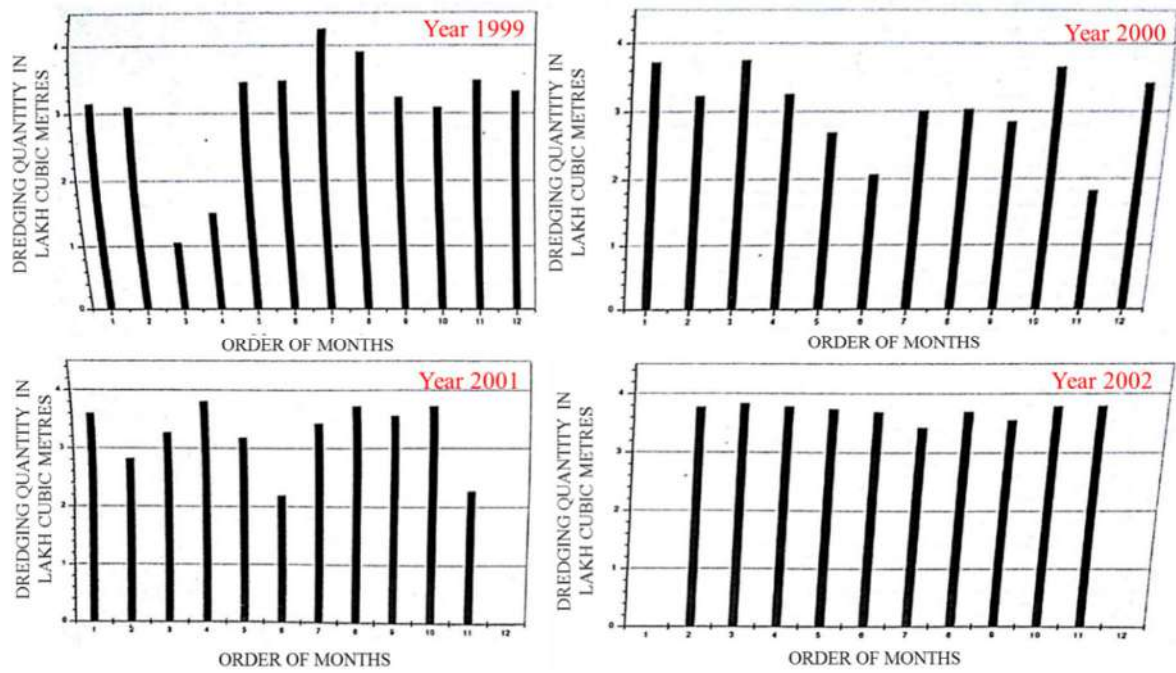 Year 1999
DREDGING QUANTITY IN
LAKH CUBIC METRES
4
3
2
1
0
1 2 3 4 5 6 7 8 9 10 11 12
ORDER OF MONTHS
Year 2000
DREDGING QUANTITY IN
LAKH CUBIC METRES
4
3
2
1
0
1 2 3 4 5 6 7 8 9 10 11 12
ORDER OF MONTHS
Year 2001
DREDGING QUANTITY IN
LAKH CUBIC METRES
4
3
2
1
0
1 2 3 4 5 6 7 8 9 10 11 12
ORDER OF MONTHS
Year 2002
DREDGING QUANTITY IN
LAKH CUBIC METRES
4
3
2
1
0
1 2 3 4 5 6 7 8 9 10 11 12
ORDER OF MONTHS